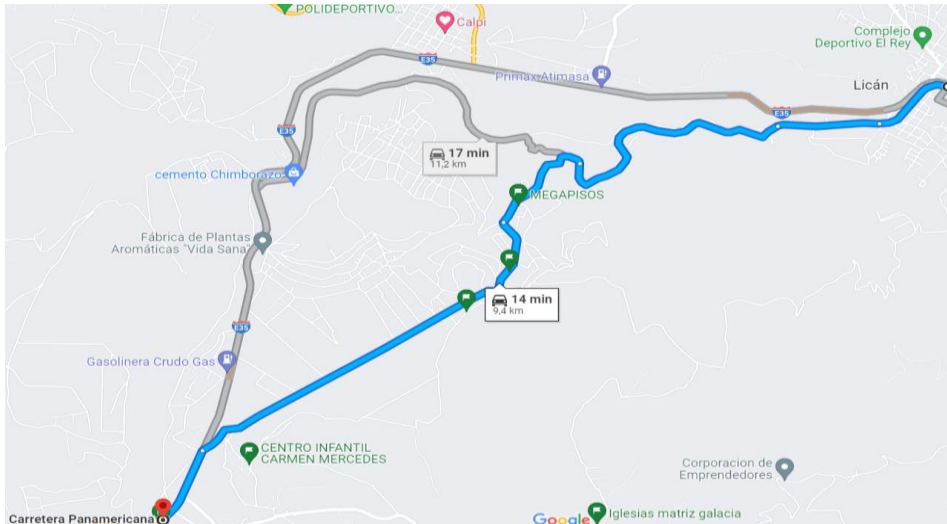 POLIDEPORTIVO...
Calpi
Complejo
Deportivo El Rey
E35
Primax Atimasa
Licán
E35
E35
17 min
11,2 km
cemento Chimborazo
MEGAPISOS
Fábrica de Plantas
Aromáticas "Vida Sana"
14 min
9,4 km
E35
Gasolinera Crudo Gas
CENTRO INFANTIL
CARMEN MERCEDES
Corporacion de
Emprendedores
Carretera Panamericana
Google
Iglesias matriz galacia